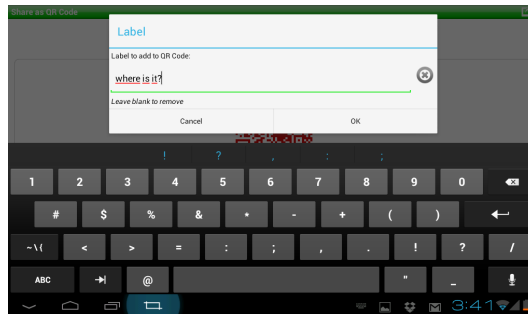 Share as QR Code
Label
Label to add to QR Code:
where is it?
Leave blank to remove
Cancel OK
! ? , : ;
1 2 3 4 5 6 7 8 9 0
# $ % & * - + ( )
~\{ < > = : ; , . ! ? /
ABC @ " _
3:41